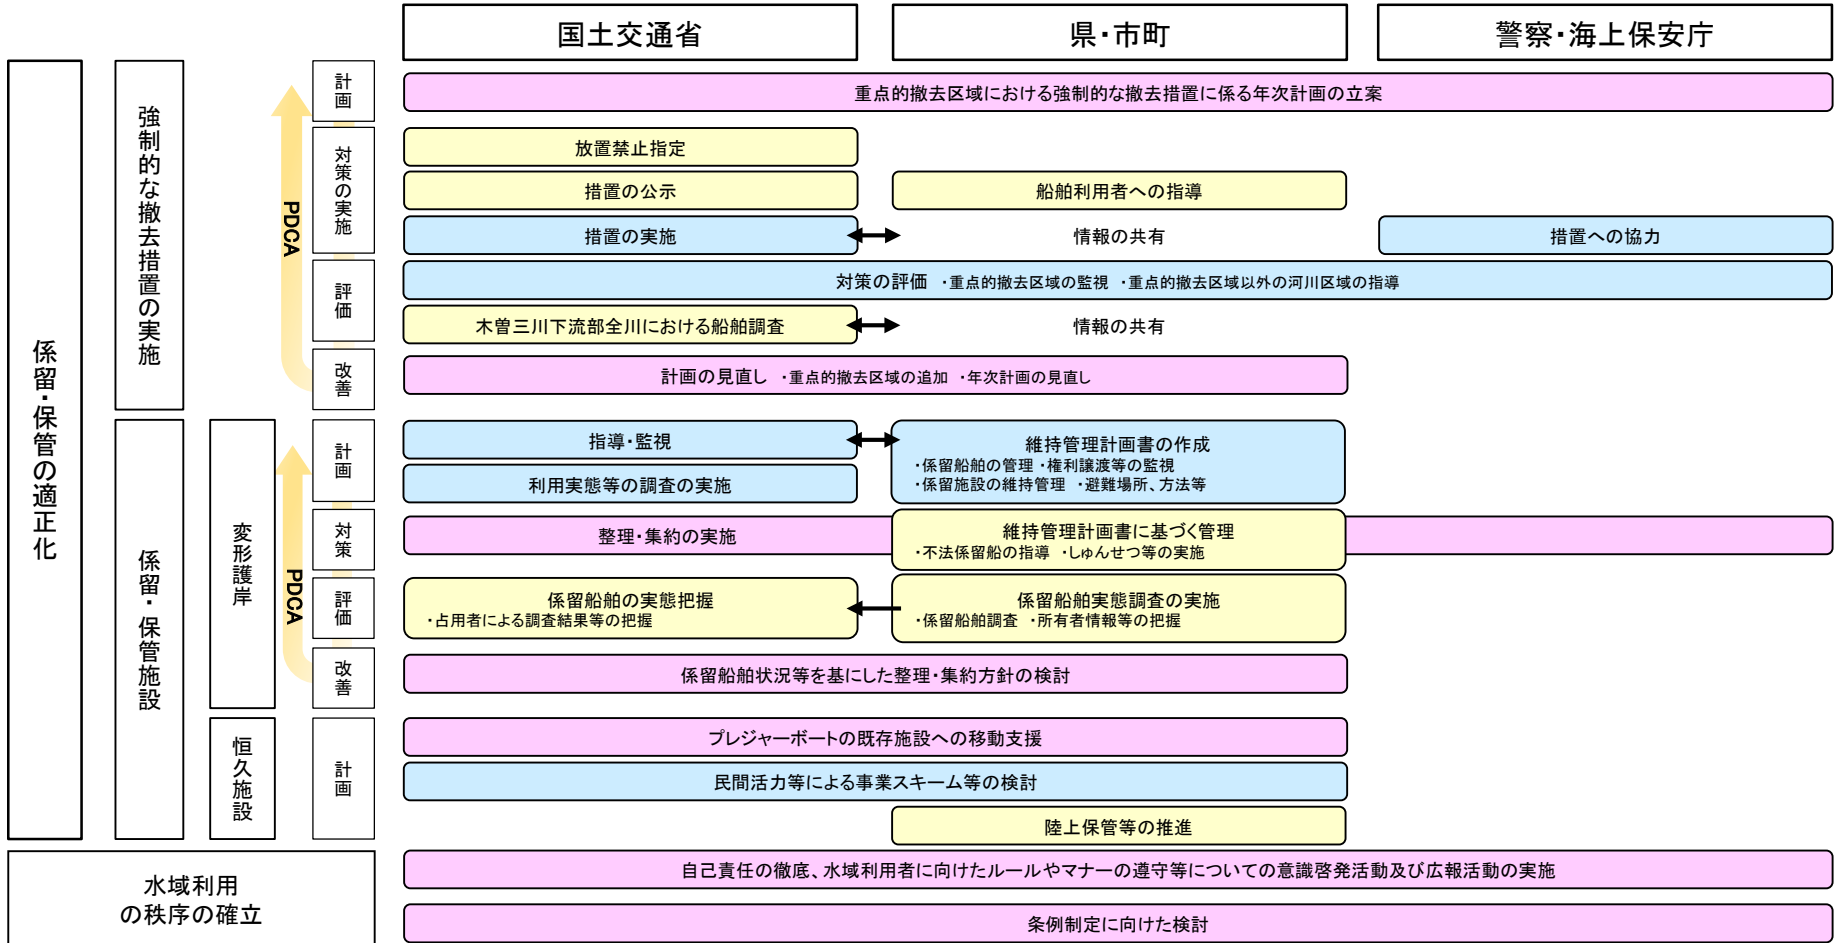 国土交通省
県・市町
警察・海上保安庁
係留・保管の適正化
強制的な撤去措置の実施
PDCA
計画
重点的撤去区域における強制的な撤去措置に係る年次計画の立案
対策の実施
放置禁止指定
措置の公示
船舶利用者への指導
措置の実施
情報の共有
措置への協力
評価
対策の評価 ・重点的撤去区域の監視 ・重点的撤去区域以外の河川区域の指導
木曽三川下流部全川における船舶調査
情報の共有
改善
計画の見直し ・重点的撤去区域の追加 ・年次計画の見直し
係留・保管施設
変形護岸
PDCA
計画
指導・監視
利用実態等の調査の実施
維持管理計画書の作成
・係留船舶の管理 ・権利譲渡等の監視
・係留施設の維持管理 ・避難場所、方法等
対策
整理・集約の実施
維持管理計画書に基づく管理
・不法係留船の指導 ・しゅんせつ等の実施
評価
係留船舶の実態把握
・占用者による調査結果等の把握
係留船舶実態調査の実施
・係留船舶調査 ・所有者情報等の把握
改善
係留船舶状況等を基にした整理・集約方針の検討
恒久施設
計画
プレジャーボートの既存施設への移動支援
民間活力等による事業スキーム等の検討
陸上保管等の推進
水域利用
の秩序の確立
自己責任の徹底、水域利用者に向けたルールやマナーの遵守等についての意識啓発活動及び広報活動の実施
条例制定に向けた検討